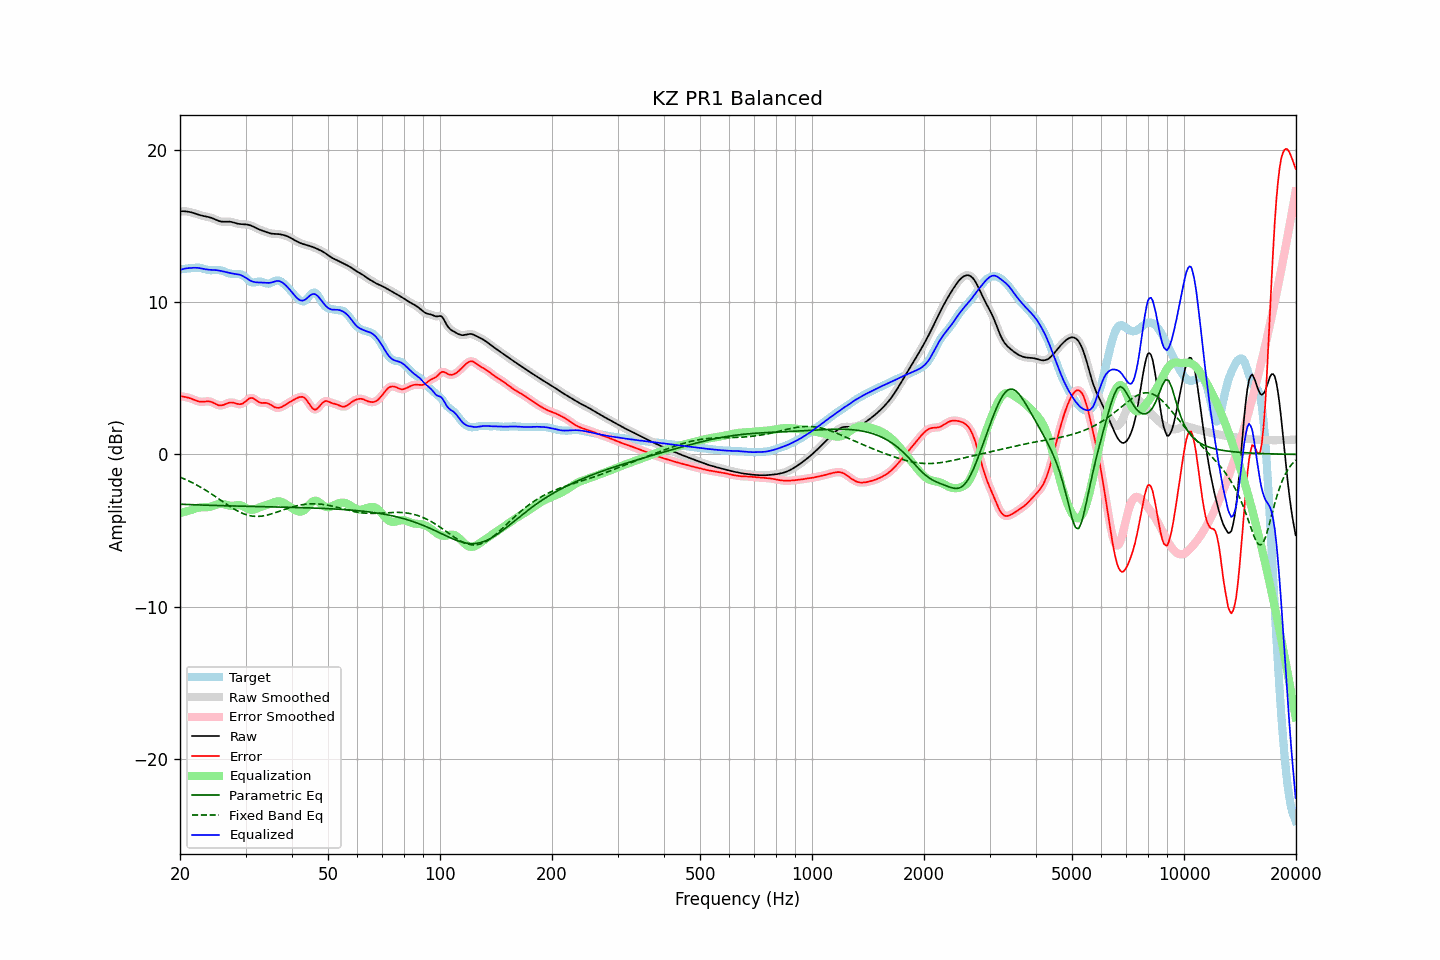 KZ PR1 Balanced
Amplitude (dBr)
20
10
0
−10
−20
Target
Raw Smoothed
Error Smoothed
Raw
Error
Equalization
Parametric Eq
Fixed Band Eq
Equalized
20 50 100 200 500 1000 2000 5000 10000 20000
Frequency (Hz)